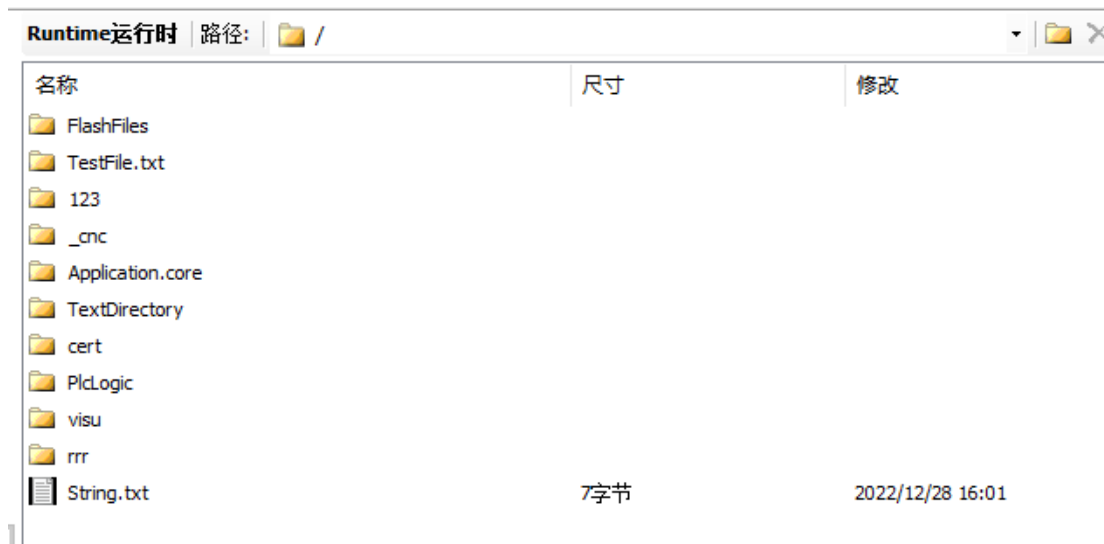 Runtime运行时 路径: /
名称 尺寸 修改
FlashFiles
TestFile.txt
123
_cnc
Application.core
TextDirectory
cert
PlcLogic
visu
rrr
String.txt 7字节 2022/12/28 16:01